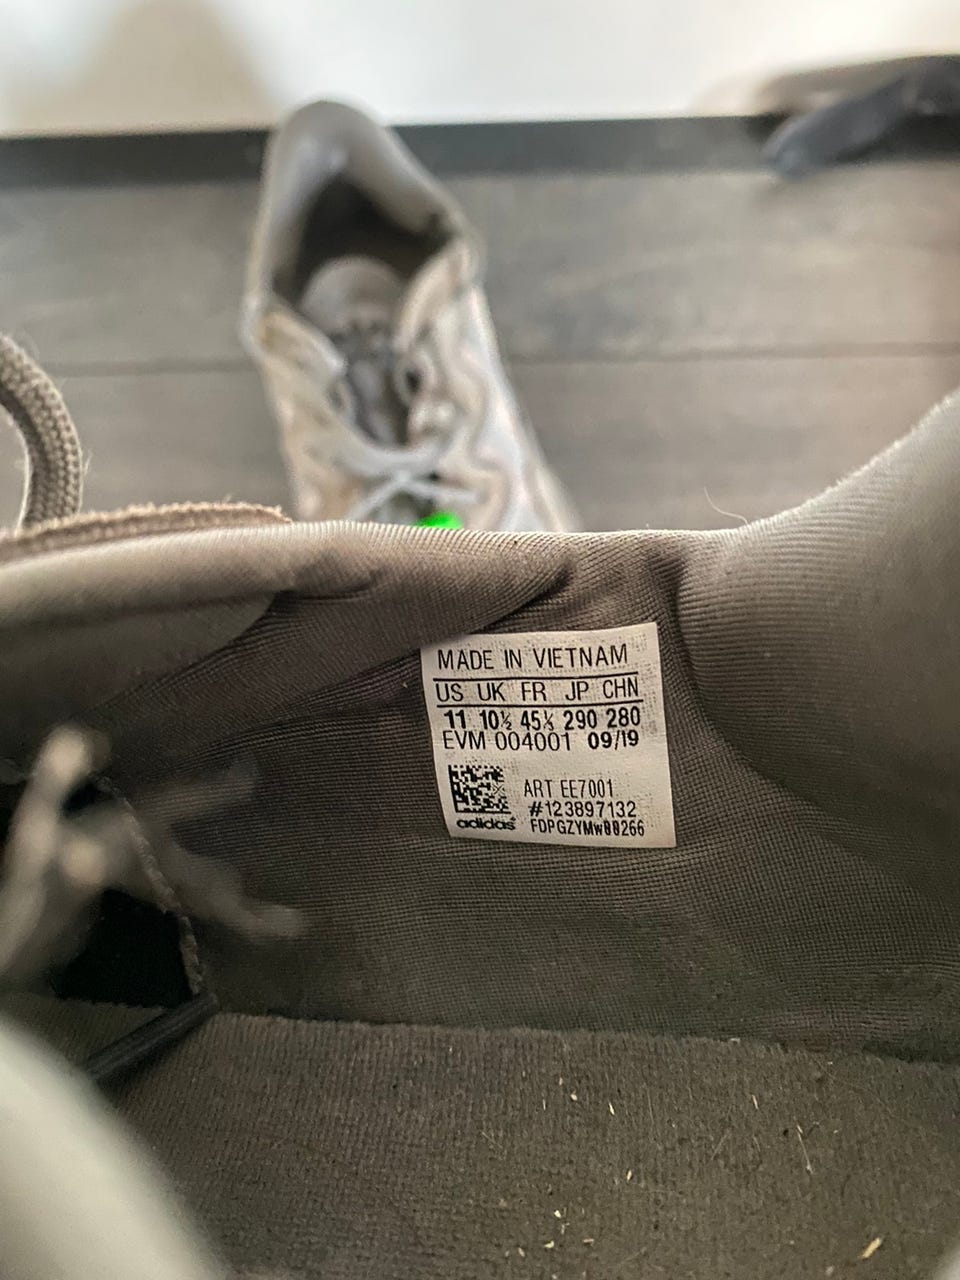 MADE IN VIETNAM
US UK FR JP CHN
11 10½ 45⅓ 290 280
EVM 004001 09/19
ART EE7001
#123897132
adidas FDPGZYMW00266